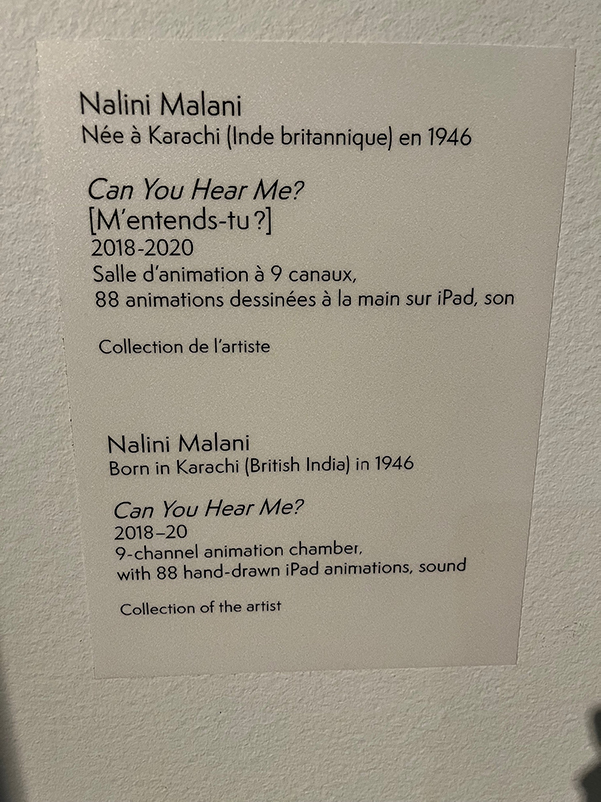 Nalini Malani
Née à Karachi (Inde britannique) en 1946
Can You Hear Me?
[M'entends-tu ?]
2018-2020
Salle d'animation à 9 canaux,
88 animations dessinées à la main sur iPad, son
Collection de l'artiste
Nalini Malani
Born in Karachi (British India) in 1946
Can You Hear Me?
2018–20
9-channel animation chamber,
with 88 hand-drawn iPad animations, sound
Collection of the artist